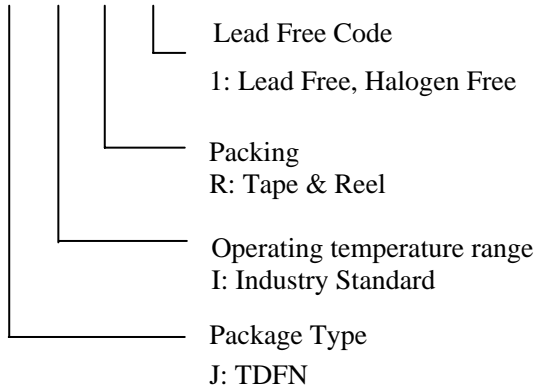 Lead Free Code
1: Lead Free, Halogen Free
Packing
R: Tape & Reel
Operating temperature range
I: Industry Standard
Package Type
J: TDFN